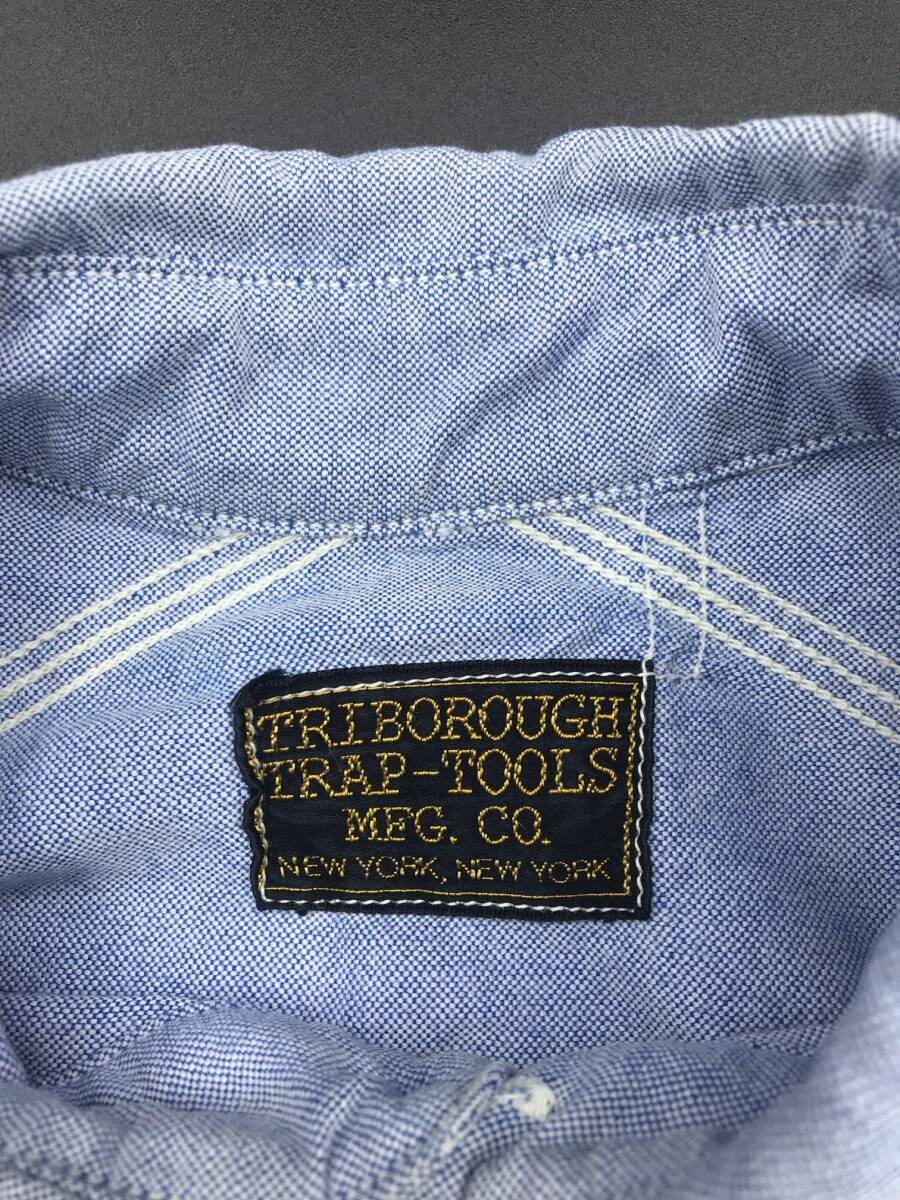 TRIBOROUGH
TRAP-TOOLS
MFG. CO.
NEW YORK, NEW YORK